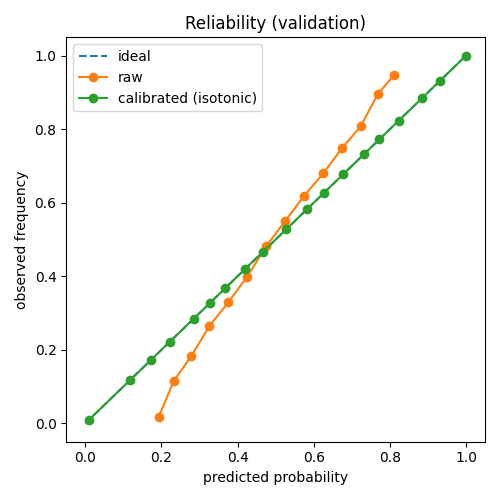 Reliability (validation)
ideal
raw
calibrated (isotonic)
observed frequency
1.0
0.8
0.6
0.4
0.2
0.0
0.0 0.2 0.4 0.6 0.8 1.0
predicted probability